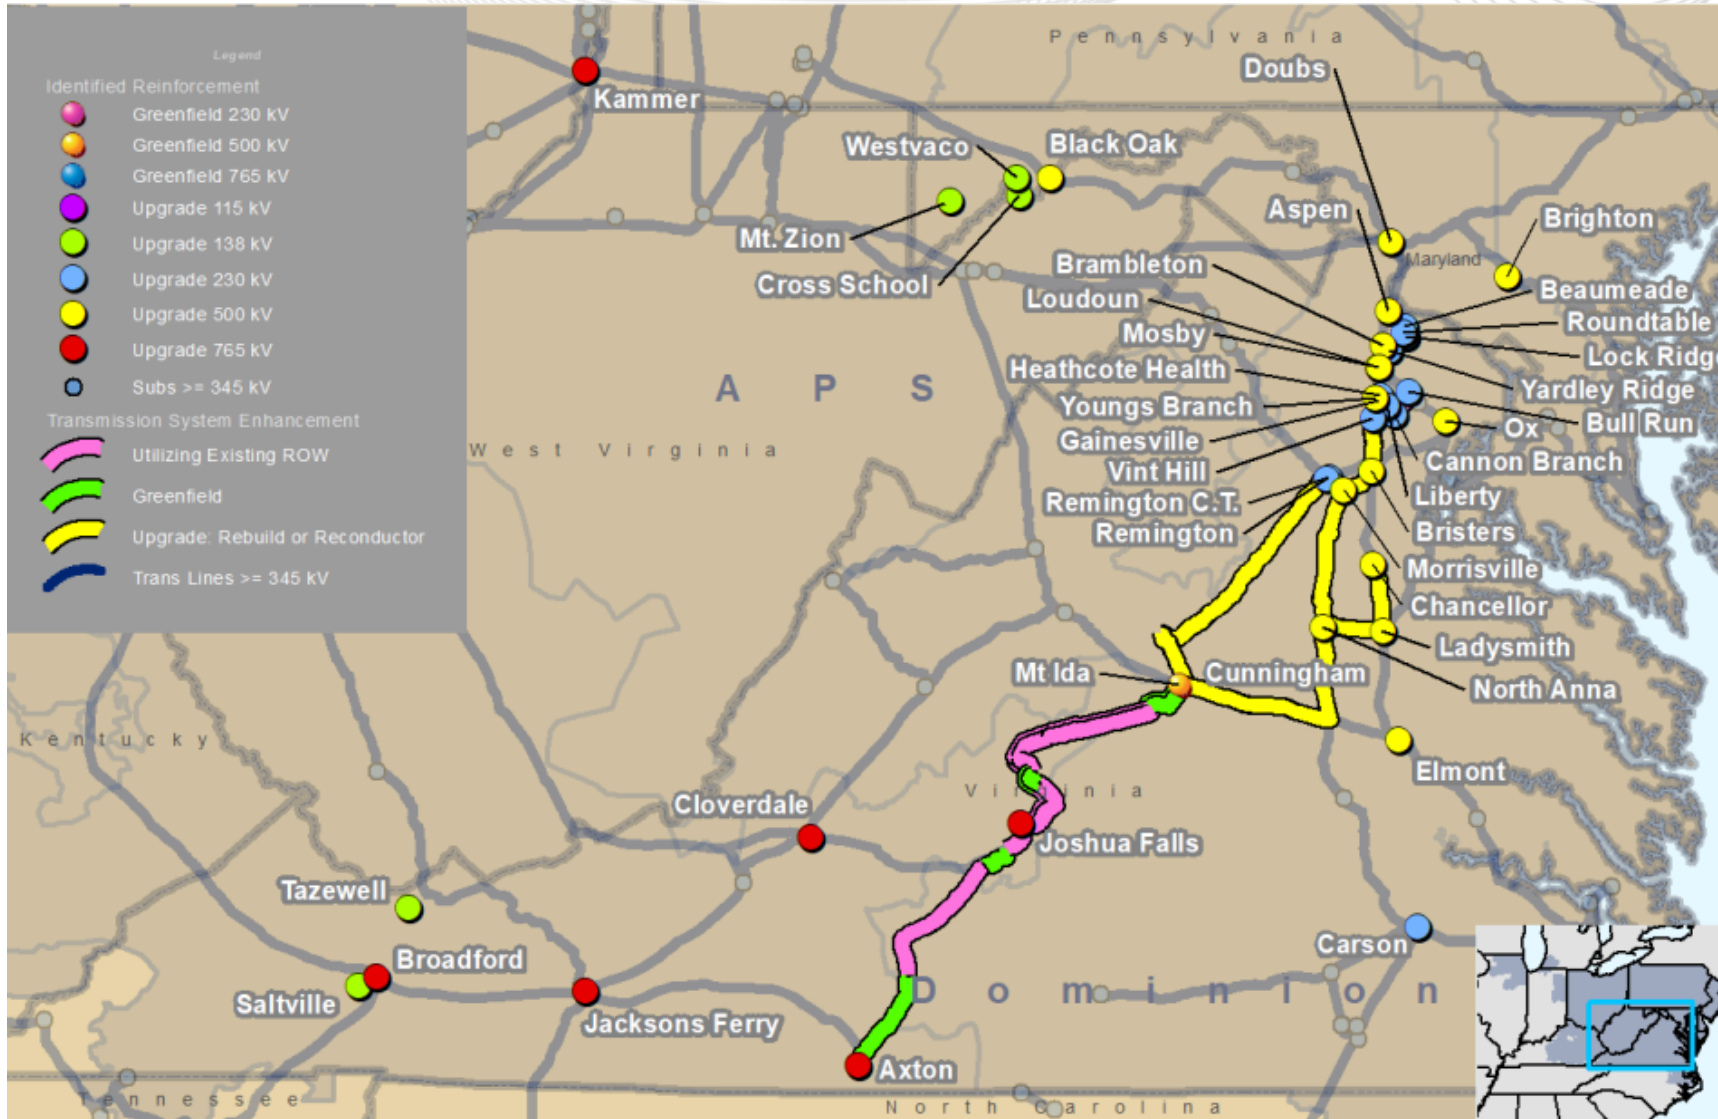 Legend
Identified Reinforcement
Greenfield 230 kV
Greenfield 500 kV
Greenfield 765 kV
Upgrade 115 kV
Upgrade 138 kV
Upgrade 230 kV
Upgrade 500 kV
Upgrade 765 kV
Subs >= 345 kV
Transmission System Enhancement
Utilizing Existing ROW
Greenfield
Upgrade: Rebuild or Reconductor
Trans Lines >= 345 kV
Pennsylvania
Doubs
Kammer
Westvaco
Black Oak
Aspen
Brighton
Mt. Zion
Maryland
Brambleton
Cross School
Beaumeade
Loudoun
Roundtable
Mosby
Lock Ridge
Heathcote Health
Yardley Ridge
APS
Youngs Branch
Bull Run
Ox
Gainesville
West Virginia
Cannon Branch
Vint Hill
Liberty
Remington C.T.
Bristers
Remington
Morrisville
Chancellor
Ladysmith
Mt Ida
Cunningham
North Anna
Kentucky
Elmont
Virginia
Cloverdale
Joshua Falls
Tazewell
Carson
Broadford
Dominion
Saltville
Jacksons Ferry
Axton
Tennessee
North Carolina